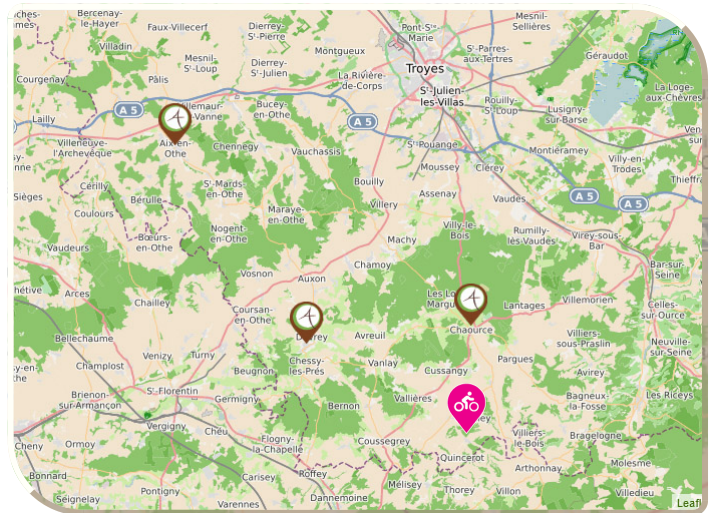 ches-
mes-
Bercenay-
le-Hayer
Faux-Villecerf
Dierrey-
St-Pierre
Pont-Ste-
Marie
Mesnil-
Sellières
Villadin
Mesnil-
St-Loup
Dierrey-
St-Julien
Montgueux
St-Parres-
aux-Tertres
Géraudot
Courgenay
Pâlis
La Rivière-
de-Corps
Troyes
St-Julien-
les-Villas
La Loge-
aux-Chèvres
Lailly
A 5
Bucey-
en-Othe
A 5
Rouilly-
St-Loup
Lusigny-
sur-Barse
Villeneuve-
l'Archevêque
Aix-en-
Othe
Chennegy
Vauchassis
St-Pouange
Moussey
Clérey
Montiéramey
Villy-en-
Trodes
Cérilly
St-Mards-
en-Othe
Bouilly
Assenay
Thieffra
Sièges
Bérulle
Coulours
Maraye-
en-Othe
Villery
Vaudes
A 5
A 5
Bœurs-
en-Othe
Nogent-
en-Othe
Machy
Villy-le-
Bois
Rumilly-
lès-Vaudes
Virey-sous-
Bar
Vaudeurs
Vosnon
Auxon
Chamoy
Bar-sur-
Seine
Arces
Chailley
Coursan-
en-Othe
Lantages
Villemorien
Celles-
sur-Ource
Bellechaume
Avreuil
Chaource
Villiers-
sous-Praslin
Neuville-
sur-Seine
Venizy
Turny
Chessy-
les-Prés
Vanlay
Pargues
Champlost
Beugnon
Cussangy
Avirey
Brienon-
sur-Armançon
St-Florentin
Germigny
Bernon
Vallières
Bagneux-
la-Fosse
Les Riceys
Vergigny
Cheu
Flogny-
la-Chapelle
Coussegrey
Villiers-
le-Bois
Bragelogne
Cheny
Ormoy
Roffey
Quincerot
Arthonnay
Molesme
Bonnard
Carisey
Mélisey
Thorey
Villon
Villedieu
Seignelay
Pontigny
Varennes
Dannemoine
Leafl